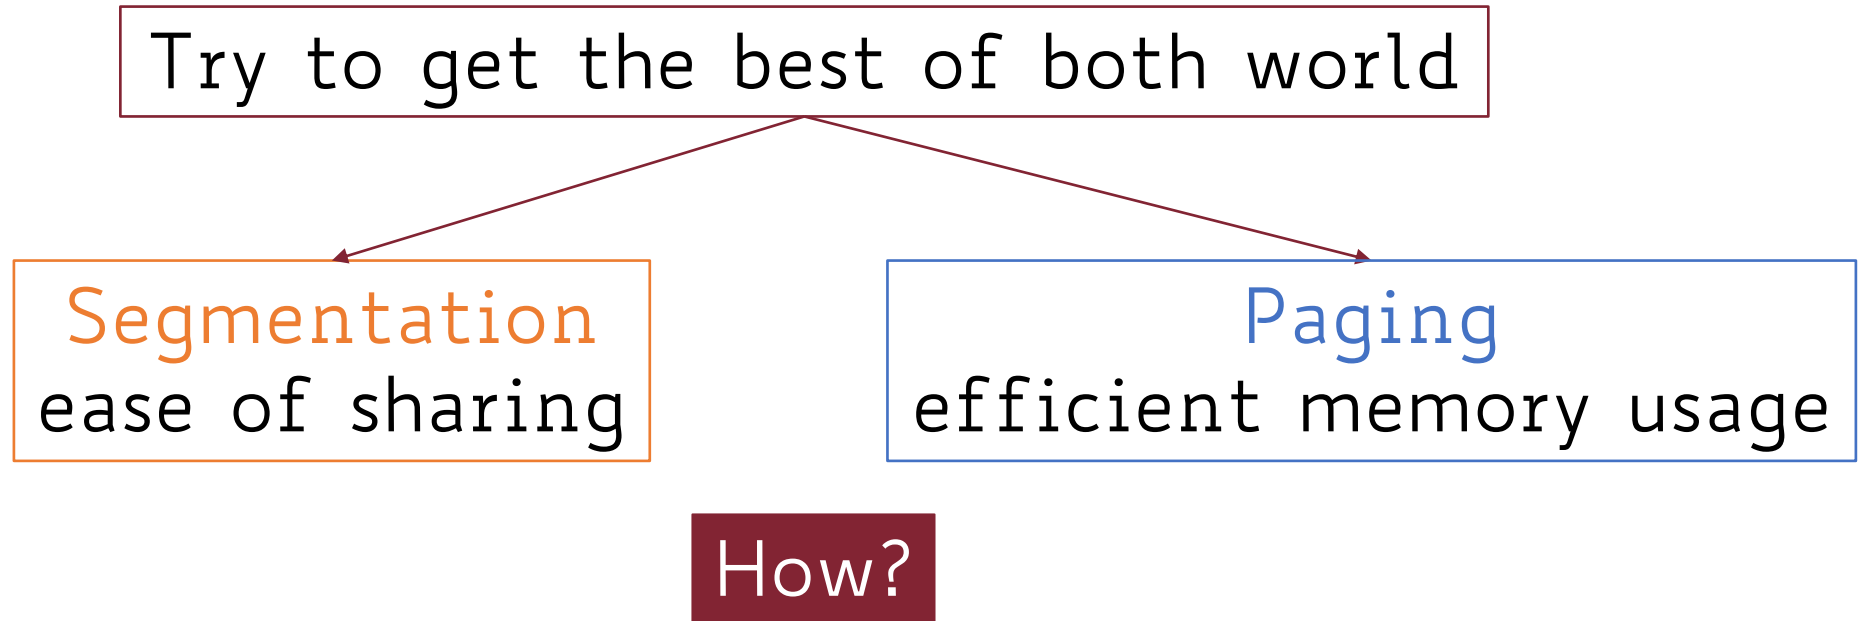 Try to get the best of both world
Segmentation
ease of sharing
Paging
efficient memory usage
How?